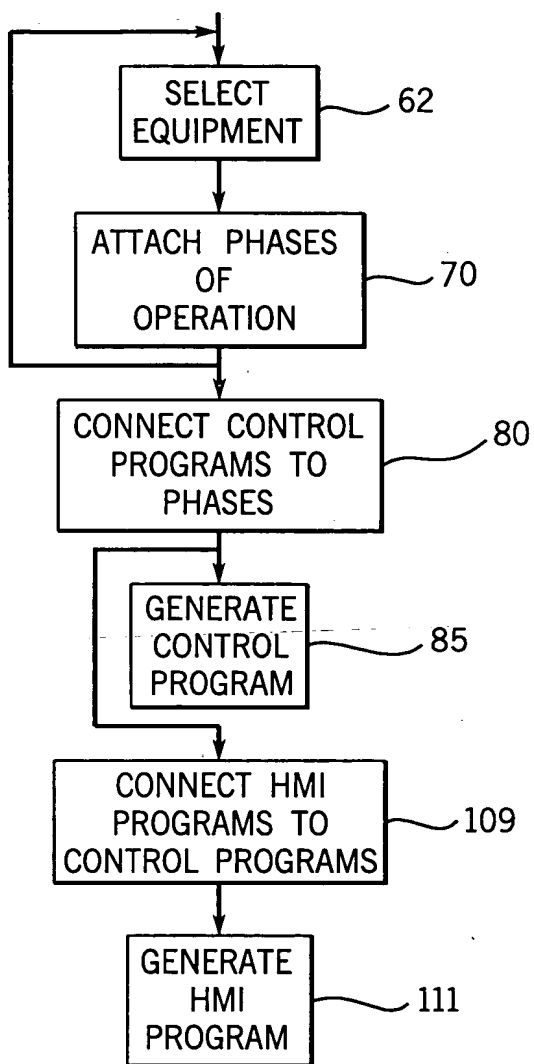 SELECT
EQUIPMENT
62
ATTACH PHASES
OF
OPERATION
70
CONNECT CONTROL
PROGRAMS TO
PHASES
80
GENERATE
CONTROL
PROGRAM
85
CONNECT HMI
PROGRAMS TO
CONTROL PROGRAMS
109
GENERATE
HMI
PROGRAM
111